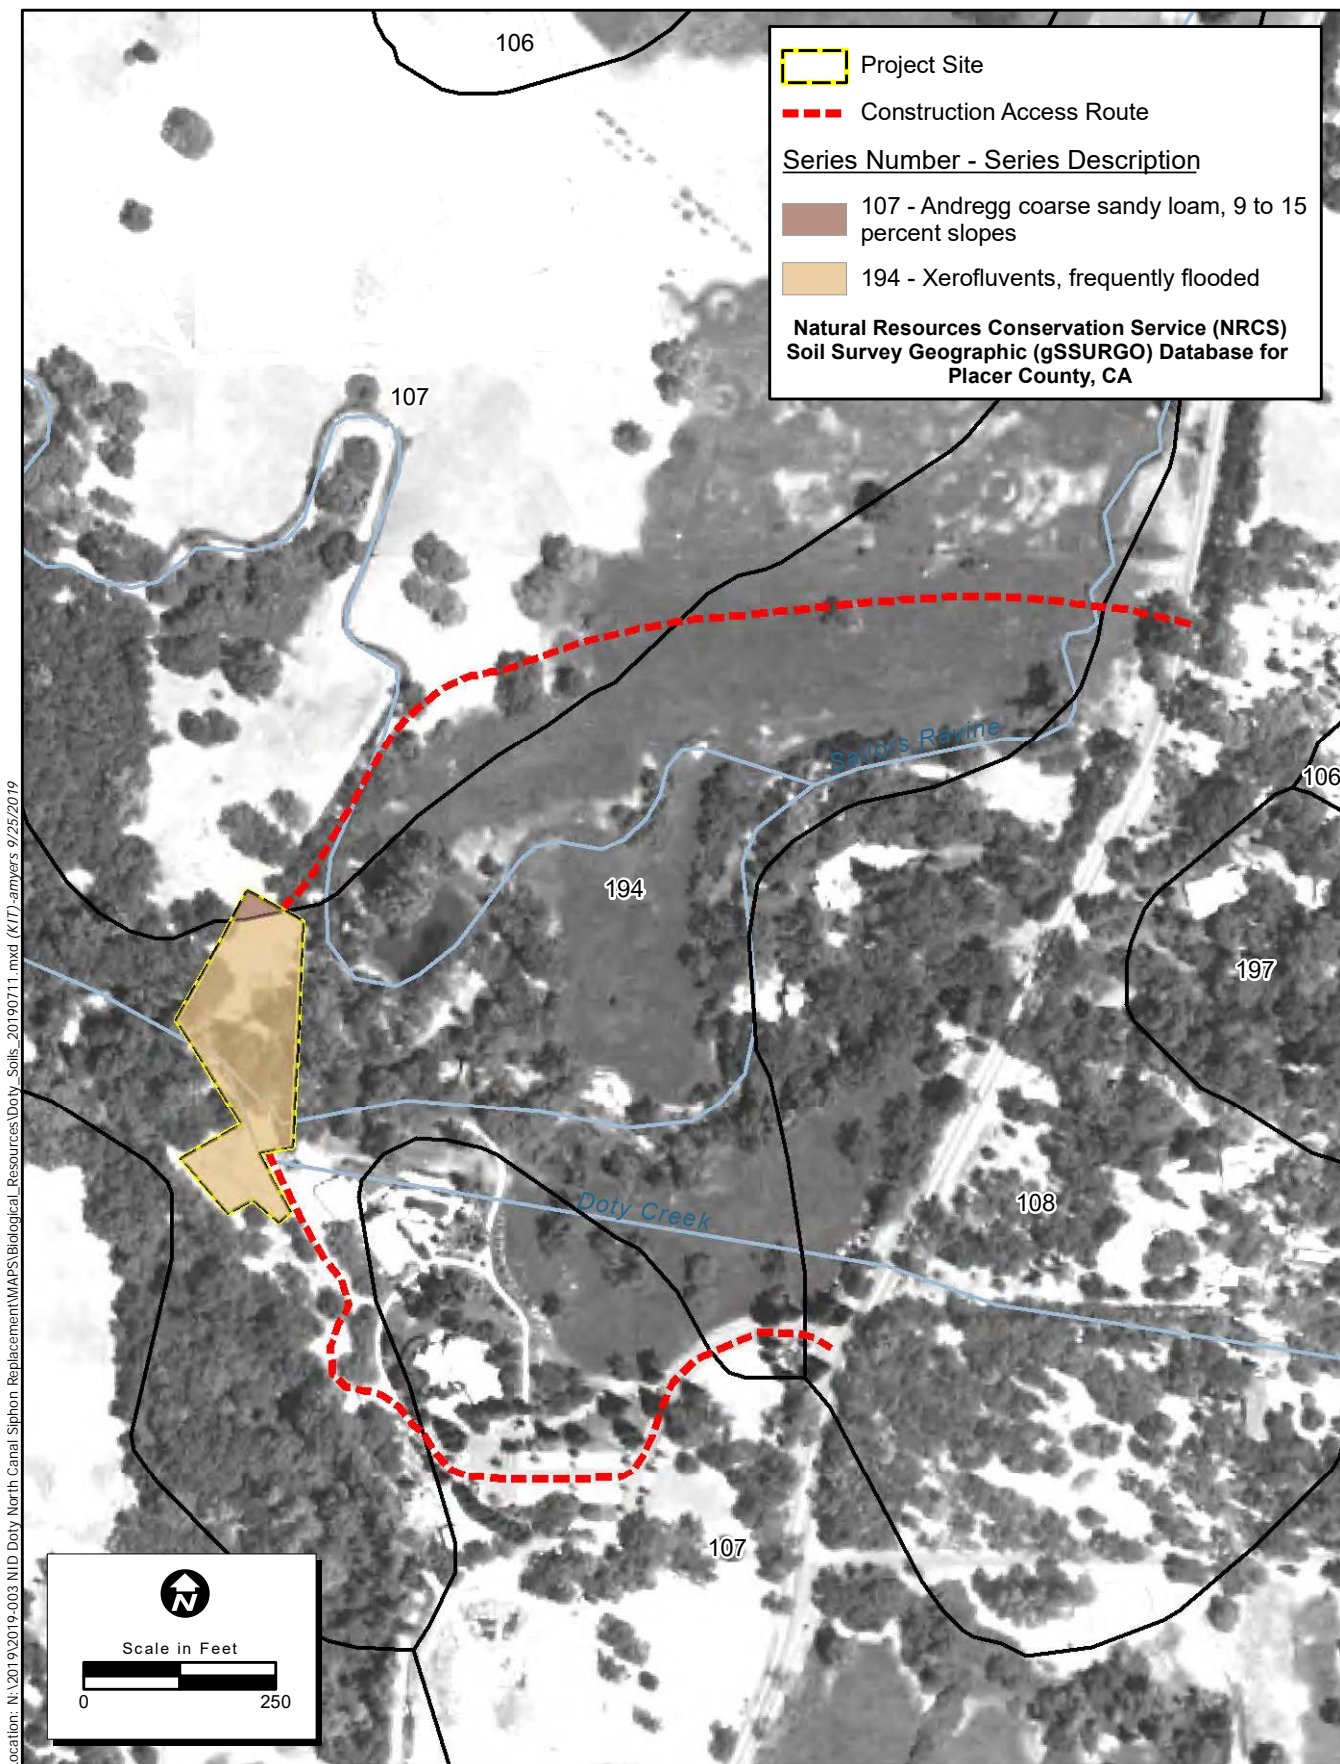 106
Project Site
Construction Access Route
Series Number - Series Description
107 - Andregg coarse sandy loam, 9 to 15
percent slopes
194 - Xerofluvents, frequently flooded
Natural Resources Conservation Service (NRCS)
Soil Survey Geographic (gSSURGO) Database for
Placer County, CA
107
Sailors Ravine
106
194
197
108
Doty Creek
107
N
Scale in Feet
0 250
ocation: N:\2019\2019-003 NID Doty North Canal Siphon Replacement\MAPS\Biological_Resources\Doty_Soils_20190711.mxd (KIT)-amyers 9/25/2019